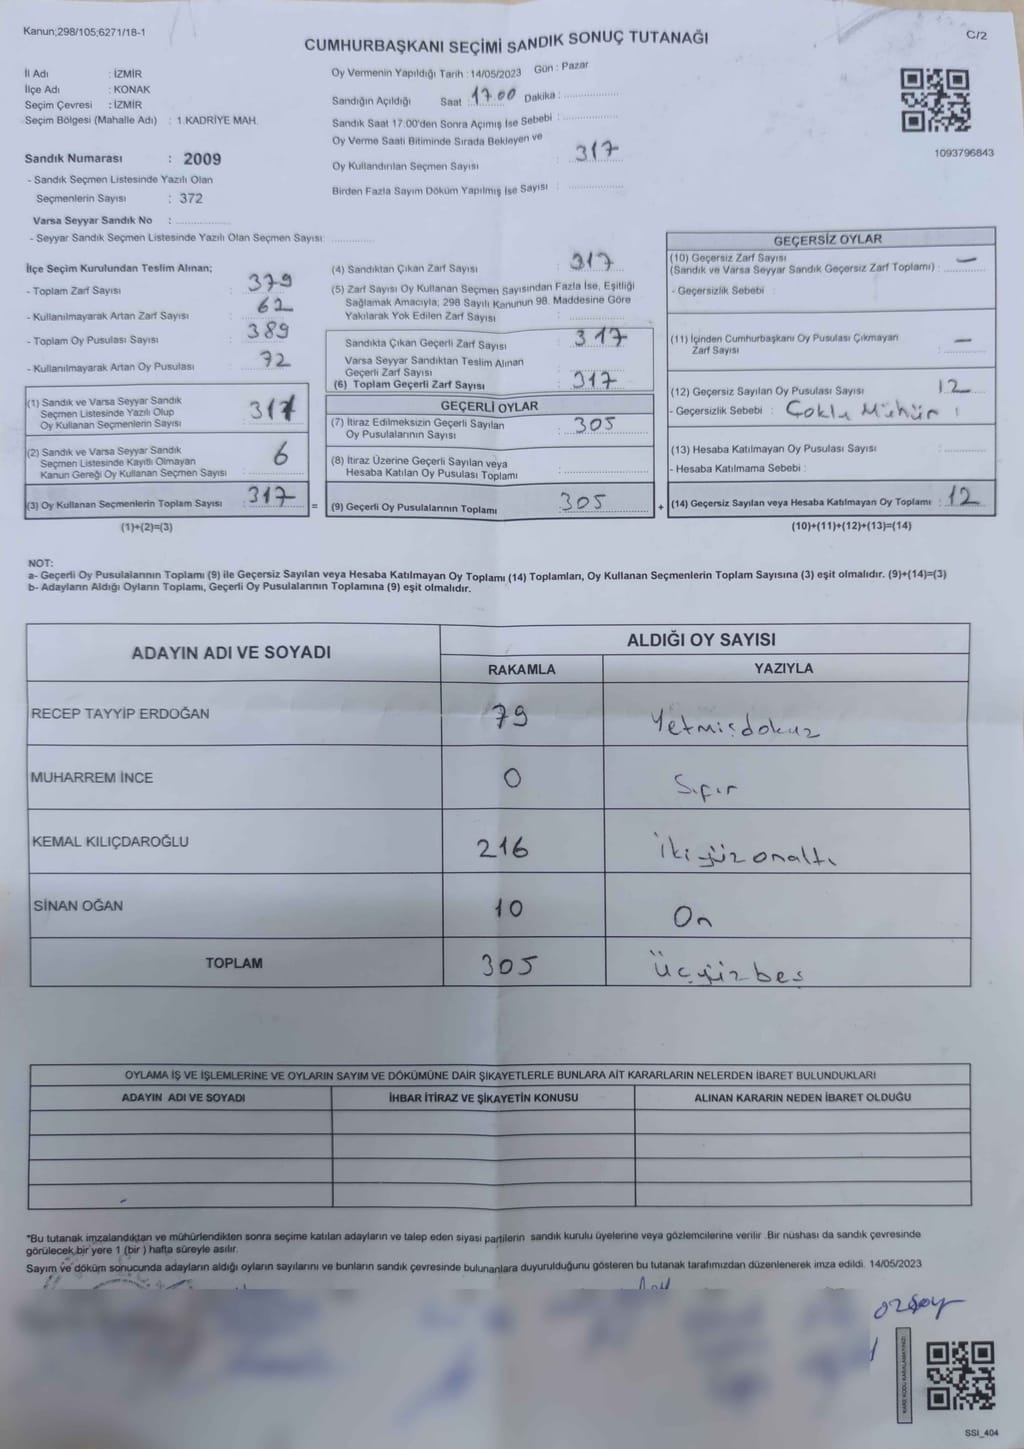 Kanun;298/105;6271/18-1
C/2
CUMHURBAŞKANI SEÇİMİ SANDIK SONUÇ TUTANAĞI
İl Adı : İZMİR
İlçe Adı : KONAK
Seçim Çevresi : İZMİR
Seçim Bölgesi (Mahalle Adı) : 1.KADRİYE MAH.
Sandık Numarası : 2009
- Sandık Seçmen Listesinde Yazılı Olan
Seçmenlerin Sayısı : 372
Varsa Seyyar Sandık No :
- Seyyar Sandık Seçmen Listesinde Yazılı Olan Seçmen Sayısı:
Oy Vermenin Yapıldığı Tarih : 14/05/2023 Gün : Pazar
Sandığın Açıldığı Saat : 17.00 Dakika :
Sandık Saat 17:00'den Sonra Açımış İse Sebebi :
Oy Verme Saati Bitiminde Sırada Bekleyen ve
Oy Kullandırılan Seçmen Sayısı : 317
Birden Fazla Sayım Döküm Yapılmış İse Sayısı :
1093796843
İlçe Seçim Kurulundan Teslim Alınan;
- Toplam Zarf Sayısı : 379
- Kullanılmayarak Artan Zarf Sayısı : 62
- Toplam Oy Pusulası Sayısı : 389
- Kullanılmayarak Artan Oy Pusulası : 72
(1) Sandık ve Varsa Seyyar Sandık
Seçmen Listesinde Yazılı Olup
Oy Kullanan Seçmenlerin Sayısı : 317
(2) Sandık ve Varsa Seyyar Sandık
Seçmen Listesinde Kayıtlı Olmayan
Kanun Gereği Oy Kullanan Seçmen Sayısı : 6
(3) Oy Kullanan Seçmenlerin Toplam Sayısı : 317 =
(1)+(2)=(3)
(4) Sandıktan Çıkan Zarf Sayısı : 317
(5) Zarf Sayısı Oy Kullanan Seçmen Sayısından Fazla İse, Eşitliği
Sağlamak Amacıyla; 298 Sayılı Kanunun 98. Maddesine Göre
Yakılarak Yok Edilen Zarf Sayısı :
Sandıkta Çıkan Geçerli Zarf Sayısı : 317
Varsa Seyyar Sandıktan Teslim Alınan
Geçerli Zarf Sayısı :
(6) Toplam Geçerli Zarf Sayısı : 317
GEÇERLİ OYLAR
(7) İtiraz Edilmeksizin Geçerli Sayılan
Oy Pusulalarının Sayısı : 305
(8) İtiraz Üzerine Geçerli Sayılan veya
Hesaba Katılan Oy Pusulası Toplamı :
(9) Geçerli Oy Pusulalarının Toplamı : 305 +
GEÇERSİZ OYLAR
(10) Geçersiz Zarf Sayısı
(Sandık ve Varsa Seyyar Sandık Geçersiz Zarf Toplamı) : —
- Geçersizlik Sebebi :
(11) İçinden Cumhurbaşkanı Oy Pusulası Çıkmayan
Zarf Sayısı : —
(12) Geçersiz Sayılan Oy Pusulası Sayısı : 12
- Geçersizlik Sebebi : Çoklu Mühür
(13) Hesaba Katılmayan Oy Pusulası Sayısı :
- Hesaba Katılmama Sebebi :
(14) Geçersiz Sayılan veya Hesaba Katılmayan Oy Toplamı : 12
(10)+(11)+(12)+(13)=(14)
NOT:
a- Geçerli Oy Pusulalarının Toplamı (9) ile Geçersiz Sayılan veya Hesaba Katılmayan Oy Toplamı (14) Toplamları, Oy Kullanan Seçmenlerin Toplam Sayısına (3) eşit olmalıdır. (9)+(14)=(3)
b- Adayların Aldığı Oyların Toplamı, Geçerli Oy Pusulalarının Toplamına (9) eşit olmalıdır.
ADAYIN ADI VE SOYADI
ALDIĞI OY SAYISI
RAKAMLA YAZIYLA
RECEP TAYYİP ERDOĞAN 79 Yetmişdokuz
MUHARREM İNCE 0 Sıfır
KEMAL KILIÇDAROĞLU 216 İkiyüzonaltı
SİNAN OĞAN 10 On
TOPLAM 305 Üçyüzbeş
OYLAMA İŞ VE İŞLEMLERİNE VE OYLARIN SAYIM VE DÖKÜMÜNE DAİR ŞİKAYETLERLE BUNLARA AİT KARARLARIN NELERDEN İBARET BULUNDUKLARI
ADAYIN ADI VE SOYADI İHBAR İTİRAZ VE ŞİKAYETİN KONUSU ALINAN KARARIN NEDEN İBARET OLDUĞU
*Bu tutanak imzalandıktan ve mühürlendikten sonra seçime katılan adayların ve talep eden siyasi partilerin sandık kurulu üyelerine veya gözlemcilerine verilir .Bir nüshası da sandık çevresinde
görülecek bir yere 1 (bir ) hafta süreyle asılır.
Sayım ve döküm sonucunda adayların aldığı oyların sayılarını ve bunların sandık çevresinde bulunanlara duyurulduğunu gösteren bu tutanak tarafımızdan düzenlenerek imza edildi. 14/05/2023
KARE KODU KARALAMAYINIZ!
SSI_404